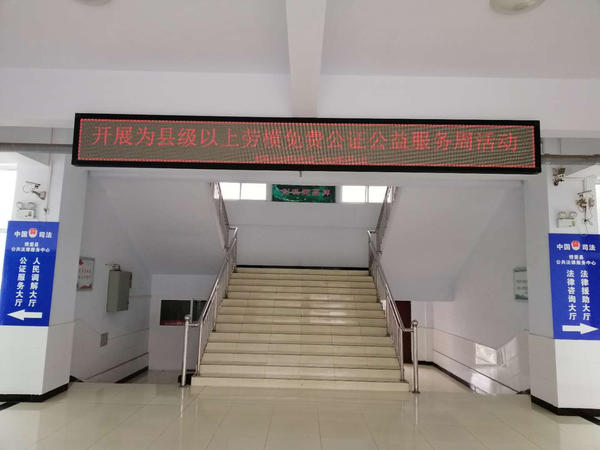 开展为县级以上劳模免费公证公益服务周活动
中国 司法
公共法律服务中心
人民调解大厅
公证服务大厅
中国 司法
公共法律服务中心
法律援助大厅
法律咨询大厅